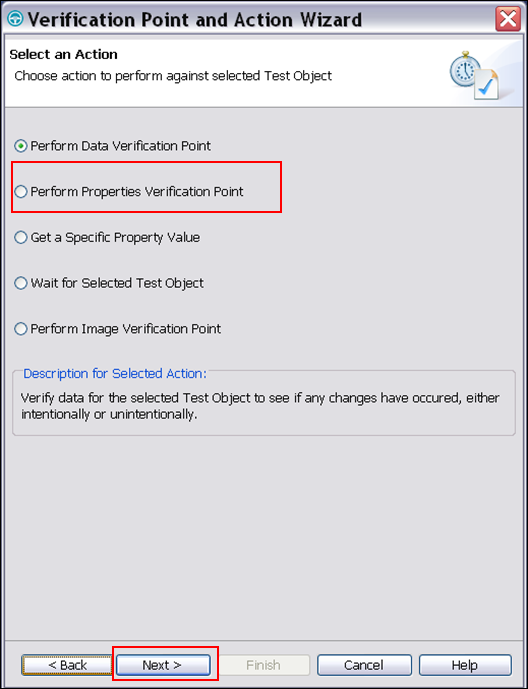 Verification Point and Action Wizard
Select an Action
Choose action to perform against selected Test Object
Perform Data Verification Point
Perform Properties Verification Point
Get a Specific Property Value
Wait for Selected Test Object
Perform Image Verification Point
Description for Selected Action:
Verify data for the selected Test Object to see if any changes have occured, either
intentionally or unintentionally.
< Back Next > Finish Cancel Help